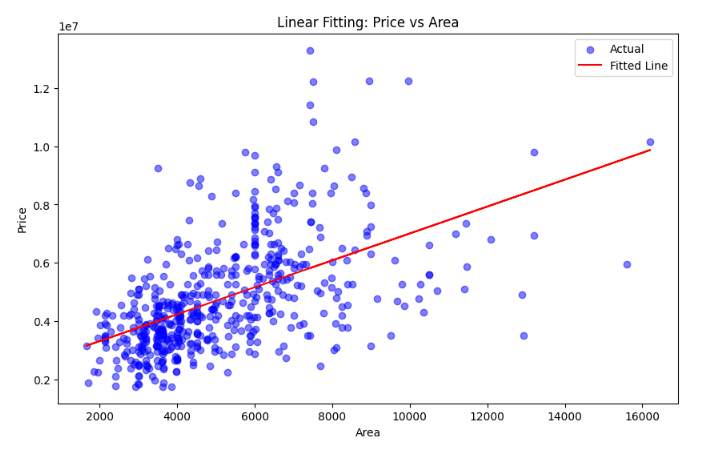 Linear Fitting: Price vs Area
1e7
Actual
Fitted Line
1.2
1.0
0.8
0.6
0.4
0.2
Price
2000 4000 6000 8000 10000 12000 14000 16000
Area